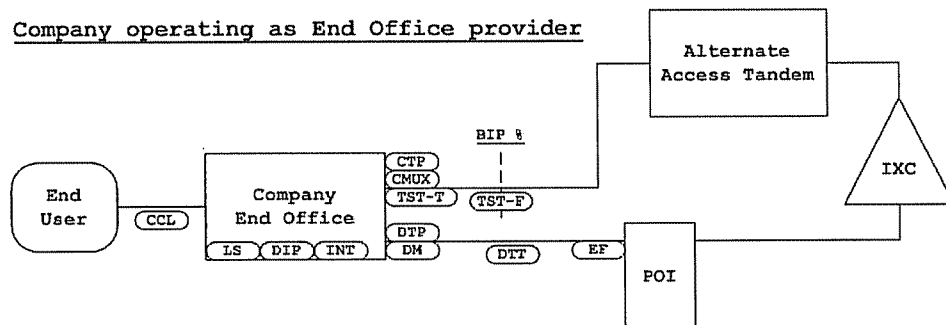 Company operating as End Office provider
Alternate
Access Tandem
BIP %
IXC
End
User
CCL
Company
End Office
LS
DIP
INT
CTP
CMUX
TST-T
TST-F
DTP
DM
DTT
EF
POI